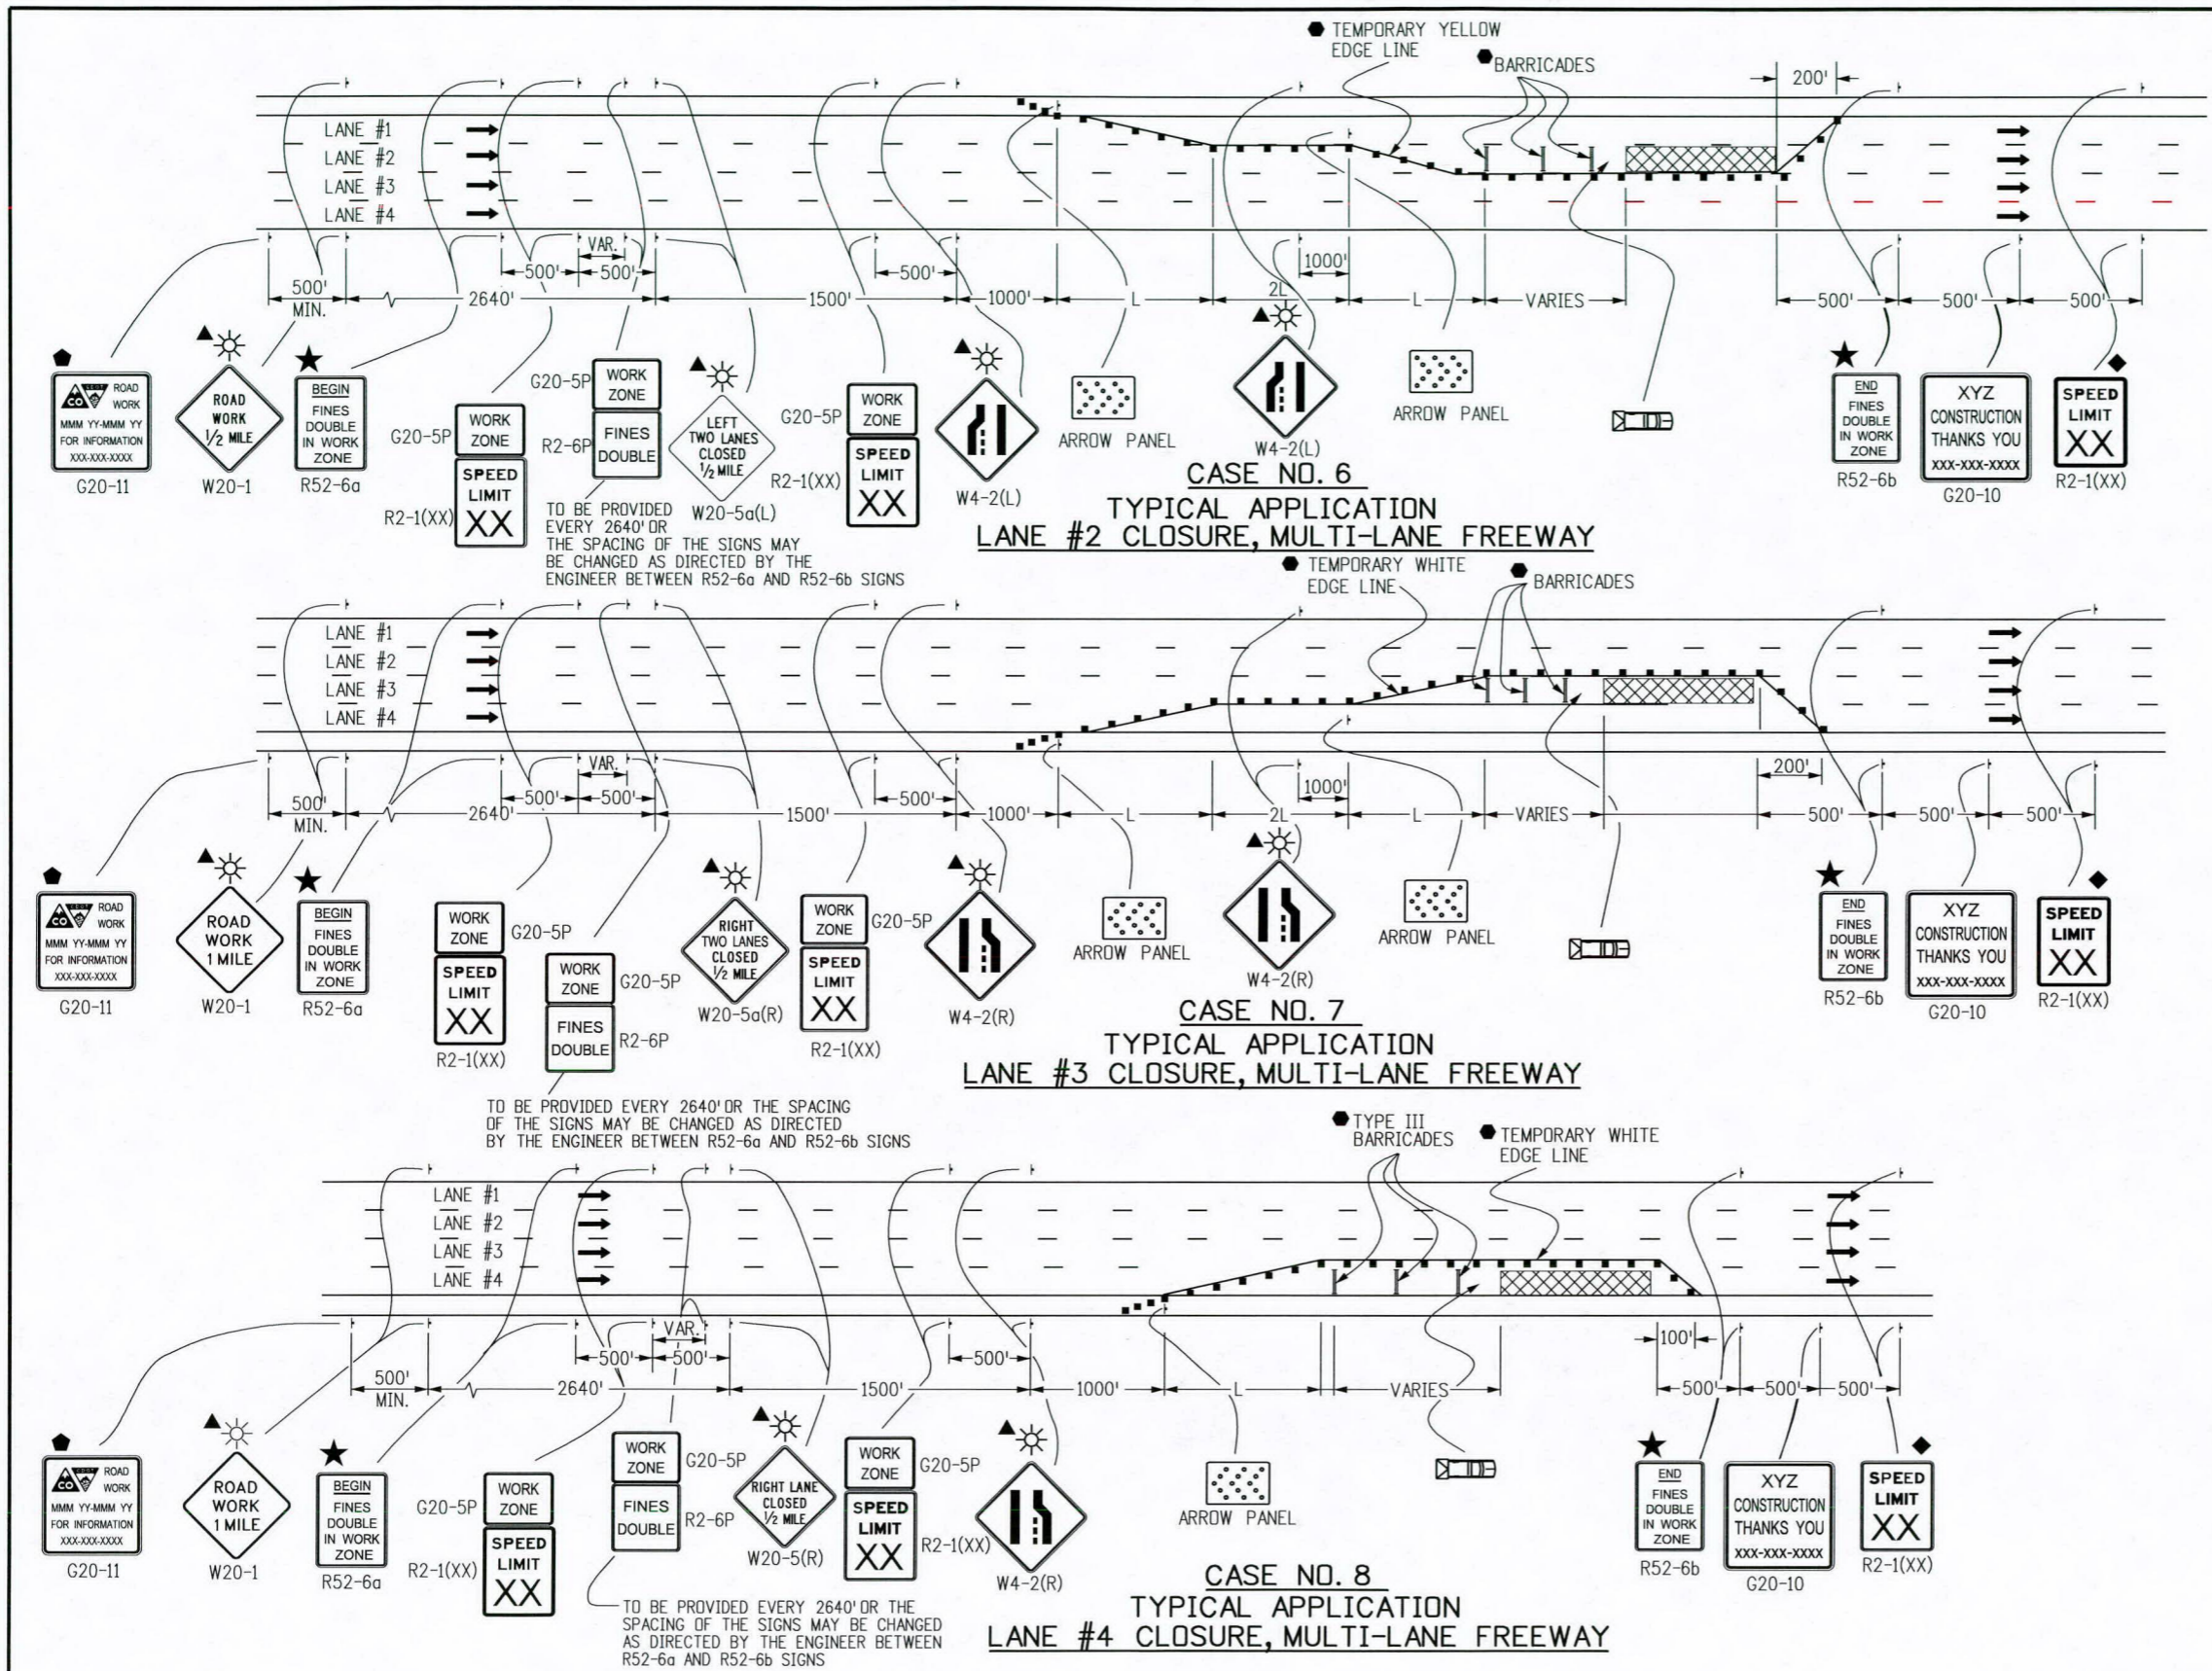 TEMPORARY YELLOW
EDGE LINE
BARRICADES
200'
LANE #1
LANE #2
LANE #3
LANE #4
VAR.
500'
500'
500'
1000'
500'
MIN.
2640'
1500'
1000'
L
2L
L
VARIES
500'
500'
500'
CO
CDOT
ROAD
WORK
MMM YY-MMM YY
FOR INFORMATION
XXX-XXX-XXXX
G20-11
ROAD
WORK
1/2 MILE
W20-1
BEGIN
FINES
DOUBLE
IN WORK
ZONE
R52-6a
G20-5P
WORK
ZONE
SPEED
LIMIT
XX
R2-1(XX)
G20-5P
WORK
ZONE
R2-6P
FINES
DOUBLE
TO BE PROVIDED
EVERY 2640' OR
THE SPACING OF THE SIGNS MAY
BE CHANGED AS DIRECTED BY THE
ENGINEER BETWEEN R52-6a AND R52-6b SIGNS
LEFT
TWO LANES
CLOSED
1/2 MILE
W20-5a(L)
G20-5P
WORK
ZONE
SPEED
LIMIT
XX
R2-1(XX)
W4-2(L)
ARROW PANEL
W4-2(L)
ARROW PANEL
END
FINES
DOUBLE
IN WORK
ZONE
R52-6b
XYZ
CONSTRUCTION
THANKS YOU
XXX-XXX-XXXX
G20-10
SPEED
LIMIT
XX
R2-1(XX)
CASE NO. 6
TYPICAL APPLICATION
LANE #2 CLOSURE, MULTI-LANE FREEWAY
TEMPORARY WHITE
EDGE LINE
BARRICADES
LANE #1
LANE #2
LANE #3
LANE #4
VAR.
200'
500'
500'
500'
1000'
500'
MIN.
2640'
1500'
1000'
L
2L
L
VARIES
500'
500'
500'
CO
ROAD
WORK
MMM YY-MMM YY
FOR INFORMATION
XXX-XXX-XXXX
G20-11
ROAD
WORK
1 MILE
W20-1
BEGIN
FINES
DOUBLE
IN WORK
ZONE
R52-6a
WORK
ZONE
G20-5P
SPEED
LIMIT
XX
R2-1(XX)
WORK
ZONE
G20-5P
FINES
DOUBLE
R2-6P
TO BE PROVIDED EVERY 2640' OR THE SPACING
OF THE SIGNS MAY BE CHANGED AS DIRECTED
BY THE ENGINEER BETWEEN R52-6a AND R52-6b SIGNS
RIGHT
TWO LANES
CLOSED
1/2 MILE
W20-5a(R)
WORK
ZONE
G20-5P
SPEED
LIMIT
XX
R2-1(XX)
W4-2(R)
ARROW PANEL
W4-2(R)
ARROW PANEL
END
FINES
DOUBLE
IN WORK
ZONE
R52-6b
XYZ
CONSTRUCTION
THANKS YOU
XXX-XXX-XXXX
G20-10
SPEED
LIMIT
XX
R2-1(XX)
CASE NO. 7
TYPICAL APPLICATION
LANE #3 CLOSURE, MULTI-LANE FREEWAY
TYPE III
BARRICADES
TEMPORARY WHITE
EDGE LINE
LANE #1
LANE #2
LANE #3
LANE #4
VAR.
100'
500'
500'
500'
500'
MIN.
2640'
1500'
1000'
L
VARIES
500'
500'
500'
CO
CDOT
ROAD
WORK
MMM YY-MMM YY
FOR INFORMATION
XXX-XXX-XXXX
G20-11
ROAD
WORK
1 MILE
W20-1
BEGIN
FINES
DOUBLE
IN WORK
ZONE
R52-6a
G20-5P
WORK
ZONE
SPEED
LIMIT
XX
R2-1(XX)
WORK
ZONE
G20-5P
FINES
DOUBLE
R2-6P
TO BE PROVIDED EVERY 2640' OR THE
SPACING OF THE SIGNS MAY BE CHANGED
AS DIRECTED BY THE ENGINEER BETWEEN
R52-6a AND R52-6b SIGNS
RIGHT LANE
CLOSED
1/2 MILE
W20-5(R)
WORK
ZONE
G20-5P
SPEED
LIMIT
XX
R2-1(XX)
W4-2(R)
ARROW PANEL
END
FINES
DOUBLE
IN WORK
ZONE
R52-6b
XYZ
CONSTRUCTION
THANKS YOU
XXX-XXX-XXXX
G20-10
SPEED
LIMIT
XX
R2-1(XX)
CASE NO. 8
TYPICAL APPLICATION
LANE #4 CLOSURE, MULTI-LANE FREEWAY